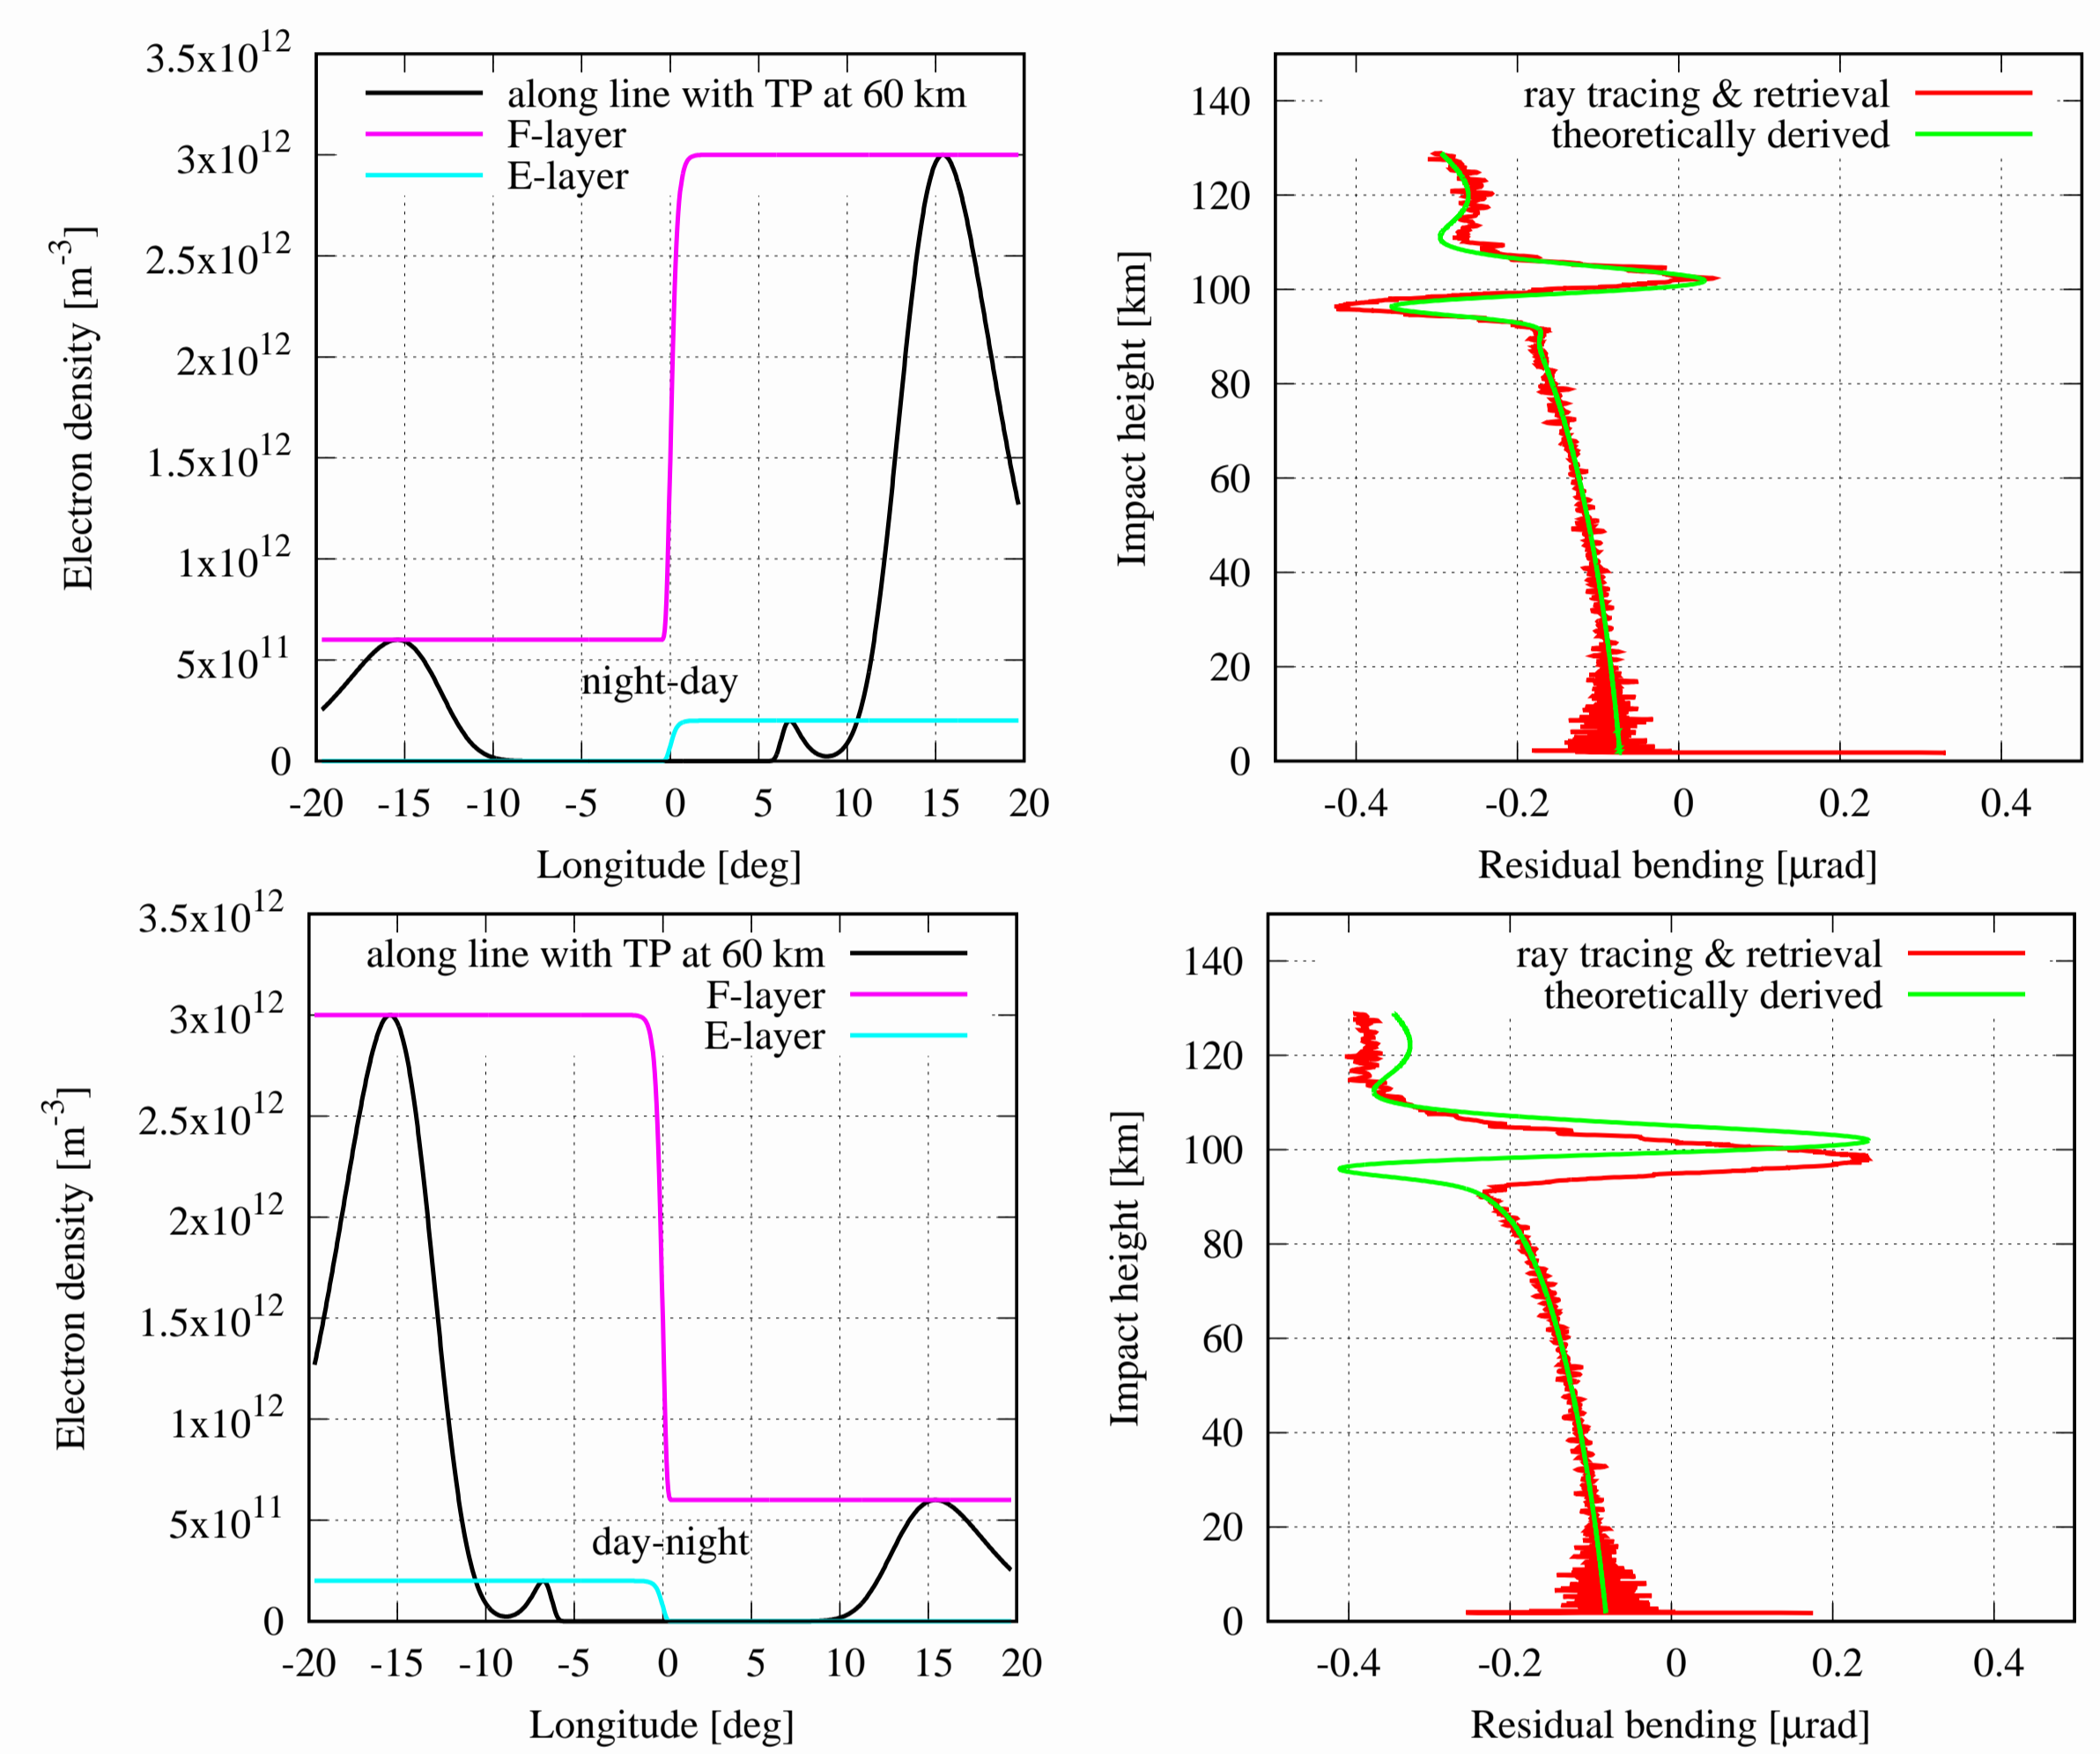 3.5x10^12
3x10^12
2.5x10^12
2x10^12
1.5x10^12
1x10^12
5x10^11
0
Electron density [m^-3]
along line with TP at 60 km
F-layer
E-layer
night-day
-20 -15 -10 -5 0 5 10 15 20
Longitude [deg]
140
120
100
80
60
40
20
0
Impact height [km]
ray tracing & retrieval
theoretically derived
-0.4 -0.2 0 0.2 0.4
Residual bending [μrad]
3.5x10^12
3x10^12
2.5x10^12
2x10^12
1.5x10^12
1x10^12
5x10^11
0
Electron density [m^-3]
along line with TP at 60 km
F-layer
E-layer
day-night
-20 -15 -10 -5 0 5 10 15 20
Longitude [deg]
140
120
100
80
60
40
20
0
Impact height [km]
ray tracing & retrieval
theoretically derived
-0.4 -0.2 0 0.2 0.4
Residual bending [μrad]